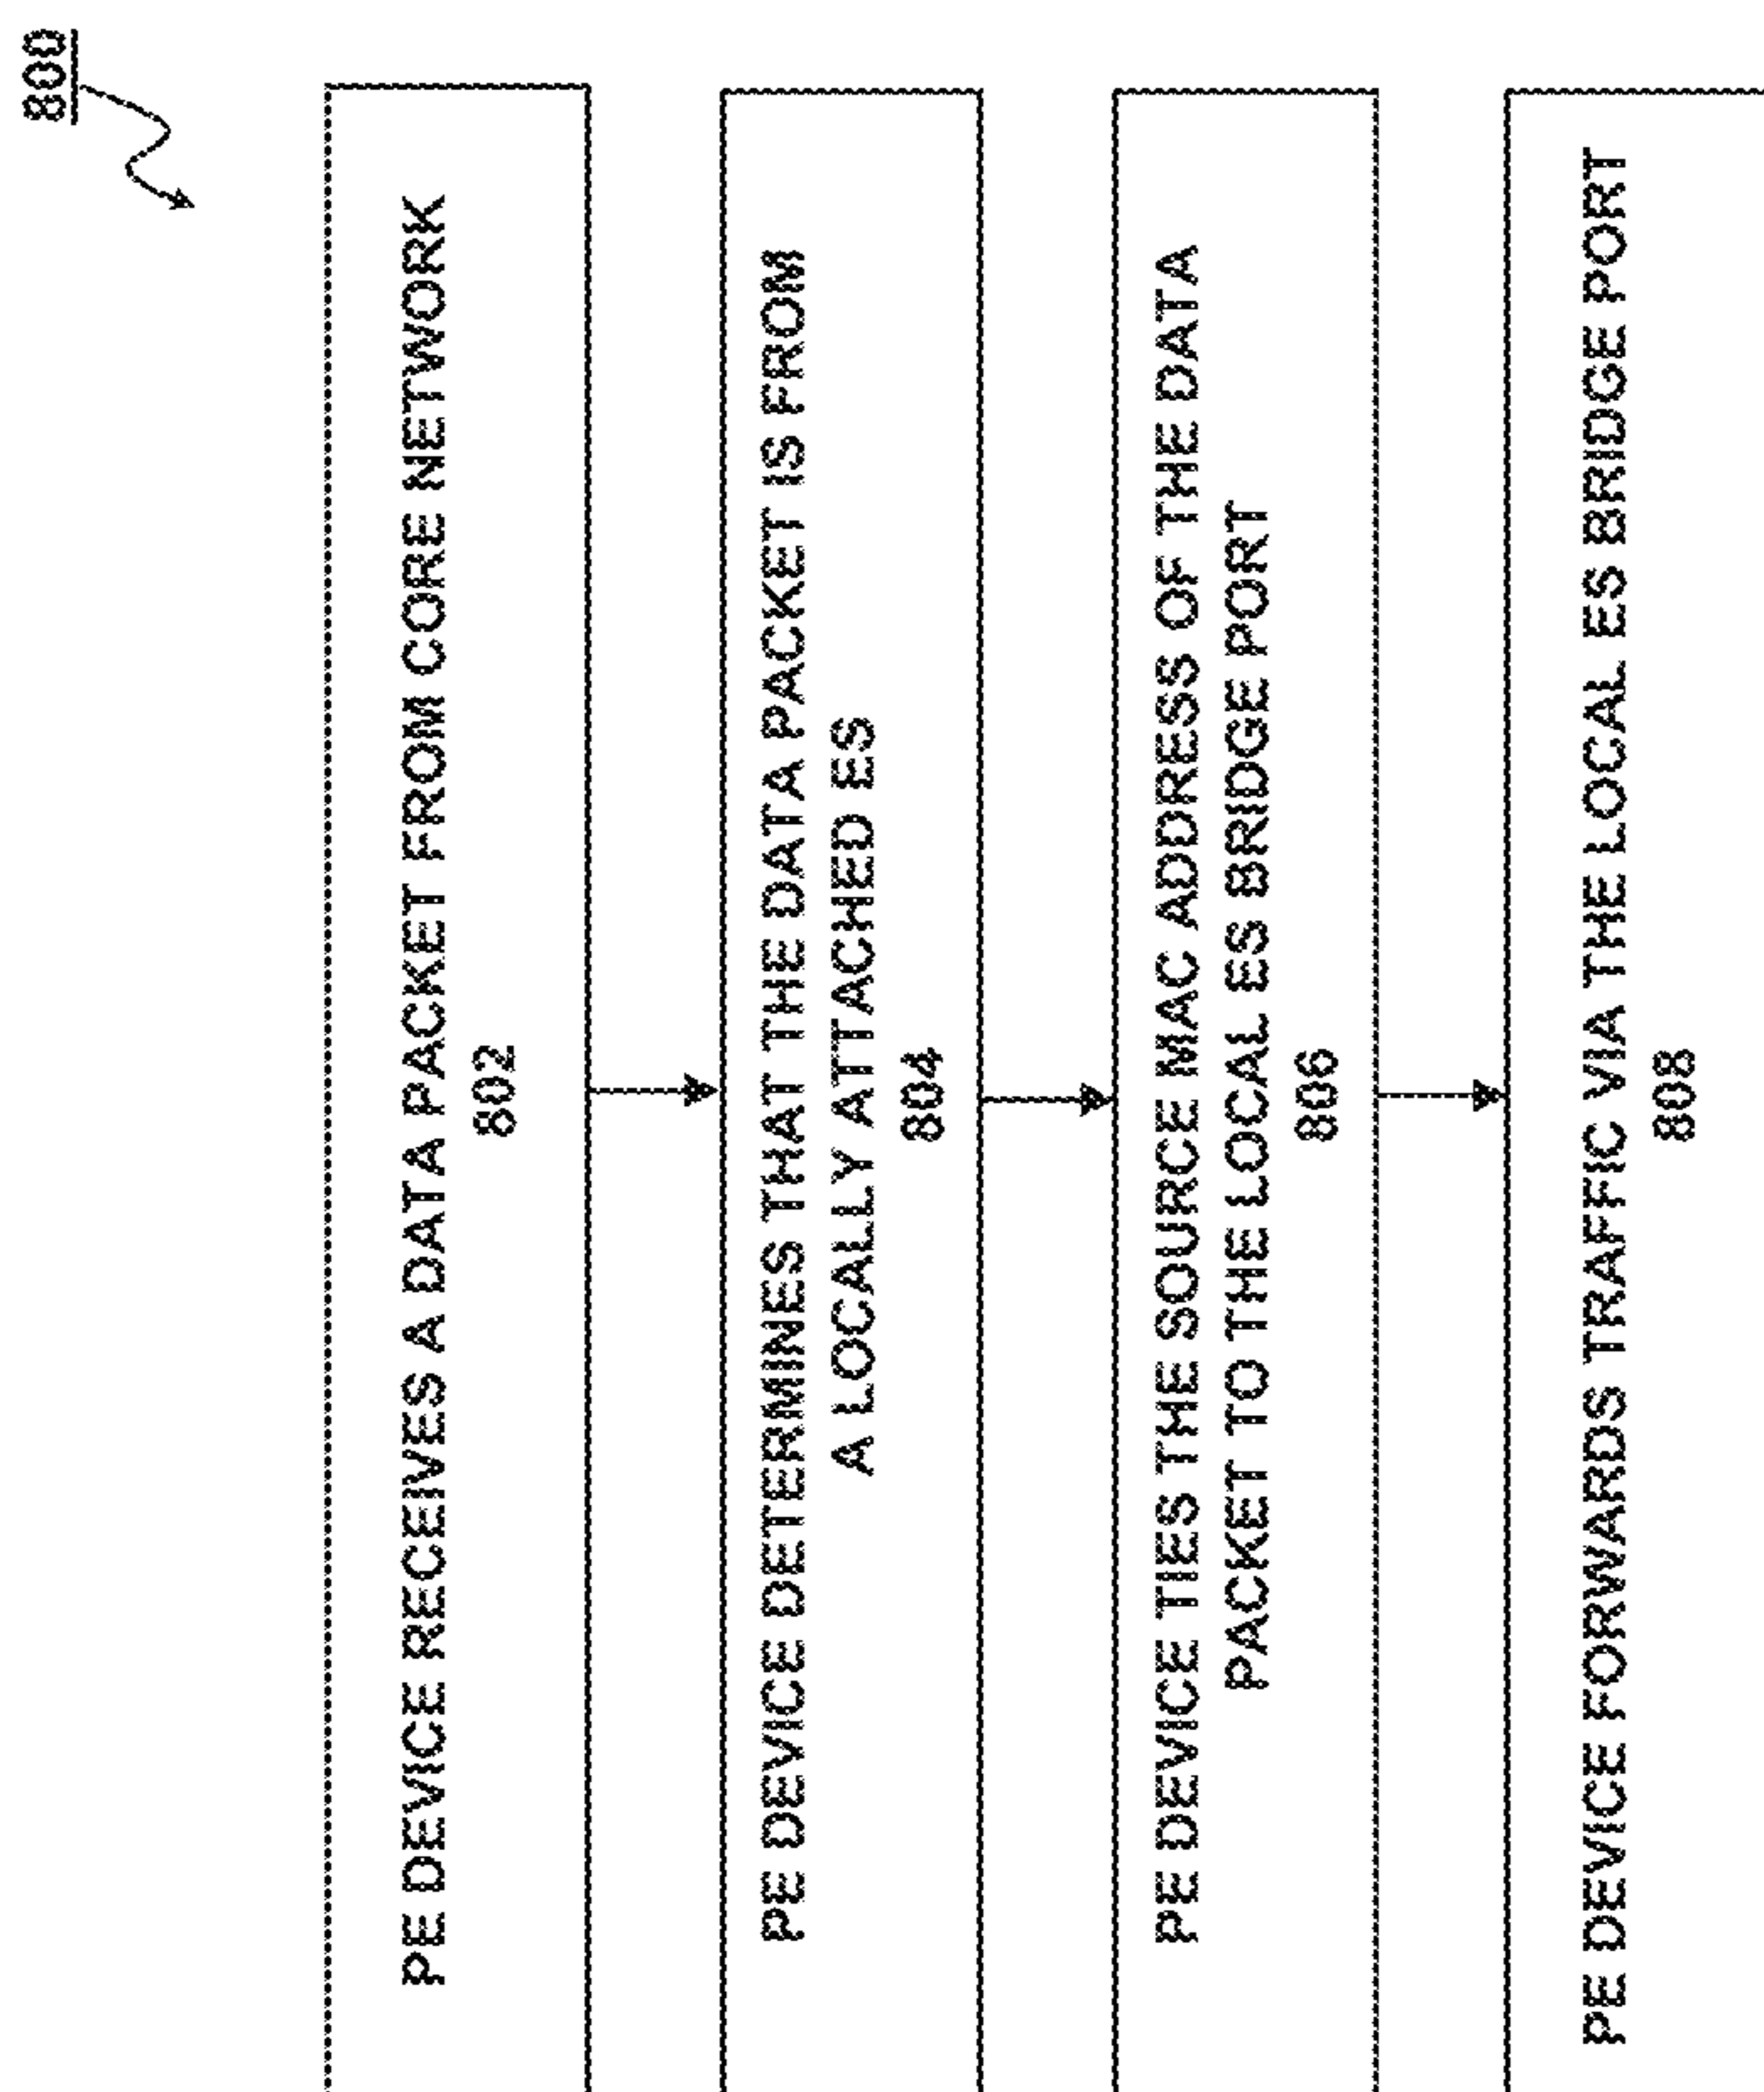 800
PE DEVICE RECEIVES A DATA PACKET FROM CORE NETWORK
802
PE DEVICE DETERMINES THAT THE DATA PACKET IS FROM
A LOCALLY ATTACHED ES
804
PE DEVICE TIES THE SOURCE MAC ADDRESS OF THE DATA
PACKET TO THE LOCAL ES BRIDGE PORT
806
PE DEVICE FORWARDS TRAFFIC VIA THE LOCAL ES BRIDGE PORT
808